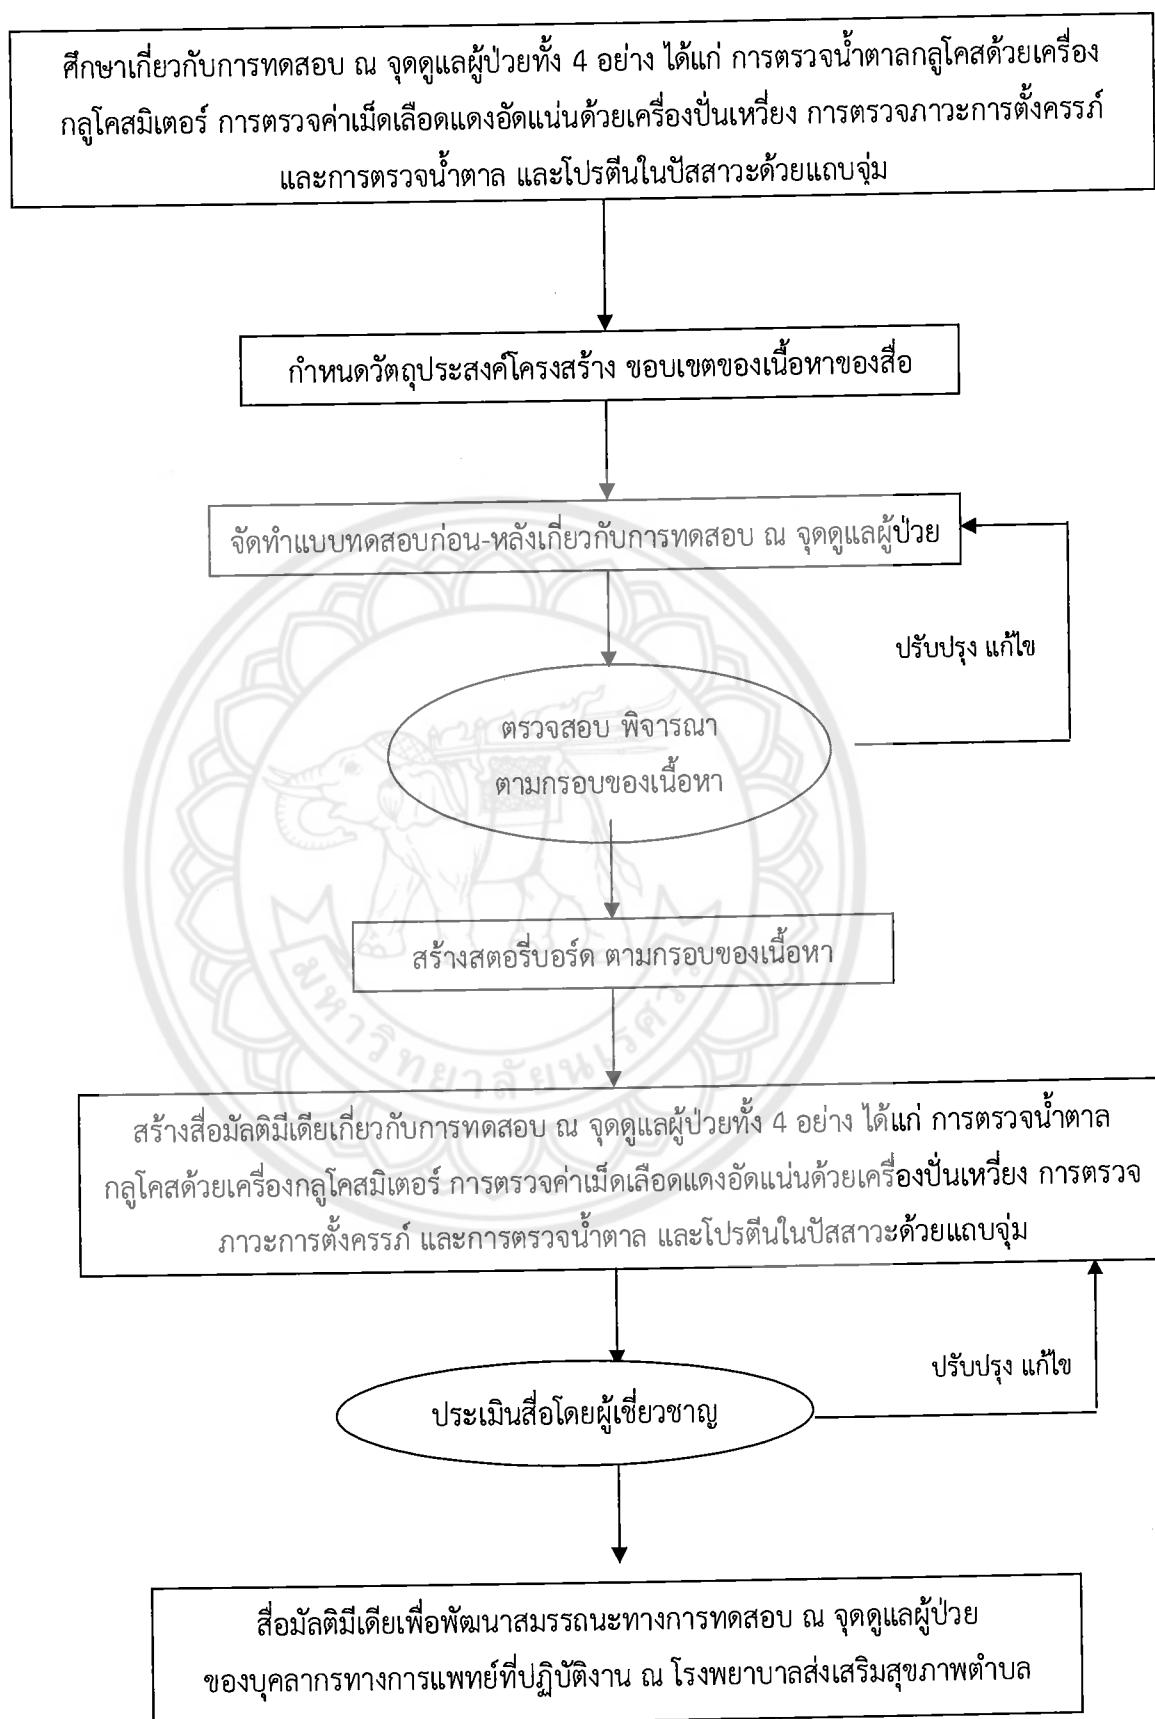 ศึกษาเกี่ยวกับการทดสอบ ณ จุดดูแลผู้ป่วยทั้ง 4 อย่าง ได้แก่ การตรวจน้ำตาลกลูโคสด้วยเครื่อง
กลูโคสมิเตอร์ การตรวจค่าเม็ดเลือดแดงอัดแน่นด้วยเครื่องปั่นเหวี่ยง การตรวจภาวะการตั้งครรภ์
และการตรวจน้ำตาล และโปรตีนในปัสสาวะด้วยแถบจุ่ม
กำหนดวัตถุประสงค์โครงสร้าง ขอบเขตของเนื้อหาของสื่อ
จัดทำแบบทดสอบก่อน-หลังเกี่ยวกับการทดสอบ ณ จุดดูแลผู้ป่วย
ปรับปรุง แก้ไข
ตรวจสอบ พิจารณา
ตามกรอบของเนื้อหา
สร้างสตอรี่บอร์ด ตามกรอบของเนื้อหา
มหาวิทยาลัยนเรศวร
สร้างสื่อมัลติมีเดียเกี่ยวกับการทดสอบ ณ จุดดูแลผู้ป่วยทั้ง 4 อย่าง ได้แก่ การตรวจน้ำตาล
กลูโคสด้วยเครื่องกลูโคสมิเตอร์ การตรวจค่าเม็ดเลือดแดงอัดแน่นด้วยเครื่องปั่นเหวี่ยง การตรวจ
ภาวะการตั้งครรภ์ และการตรวจน้ำตาล และโปรตีนในปัสสาวะด้วยแถบจุ่ม
ปรับปรุง แก้ไข
ประเมินสื่อโดยผู้เชี่ยวชาญ
สื่อมัลติมีเดียเพื่อพัฒนาสมรรถนะทางการทดสอบ ณ จุดดูแลผู้ป่วย
ของบุคลากรทางการแพทย์ที่ปฏิบัติงาน ณ โรงพยาบาลส่งเสริมสุขภาพตำบล